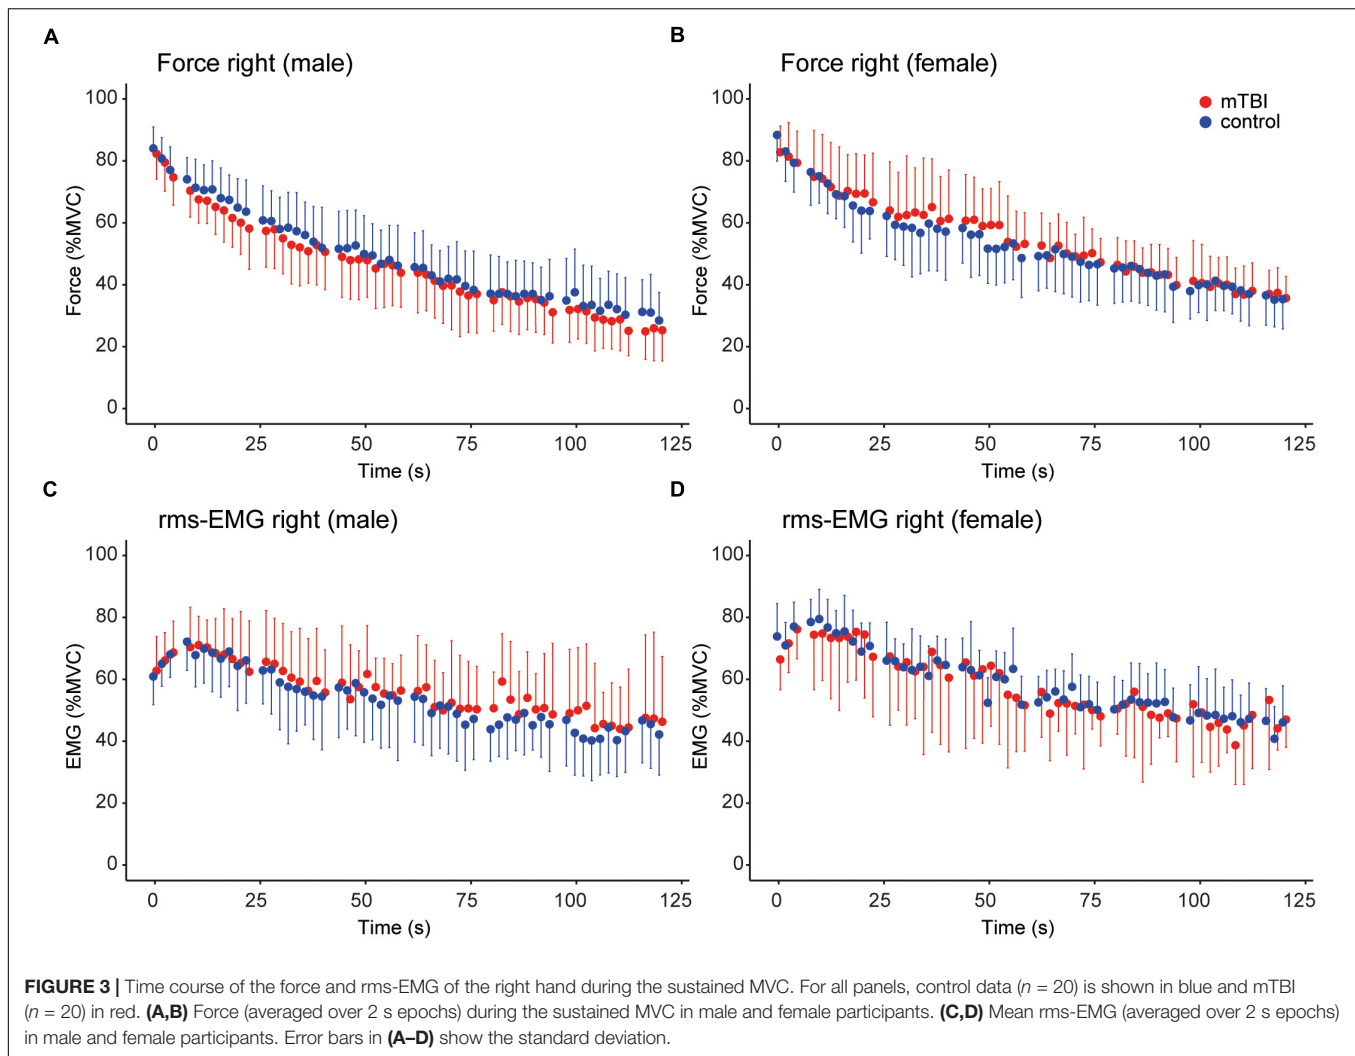 A
Force right (male)
100
80
60
40
20
0
Force (%MVC)
0 25 50 75 100 125
Time (s)
B
Force right (female)
mTBI
control
100
80
60
40
20
0
Force (%MVC)
0 25 50 75 100 125
Time (s)
C
rms-EMG right (male)
100
80
60
40
20
0
EMG (%MVC)
0 25 50 75 100 125
Time (s)
D
rms-EMG right (female)
100
80
60
40
20
0
EMG (%MVC)
0 25 50 75 100 125
Time (s)
FIGURE 3 | Time course of the force and rms-EMG of the right hand during the sustained MVC. For all panels, control data (n = 20) is shown in blue and mTBI
(n = 20) in red. (A,B) Force (averaged over 2 s epochs) during the sustained MVC in male and female participants. (C,D) Mean rms-EMG (averaged over 2 s epochs)
in male and female participants. Error bars in (A–D) show the standard deviation.